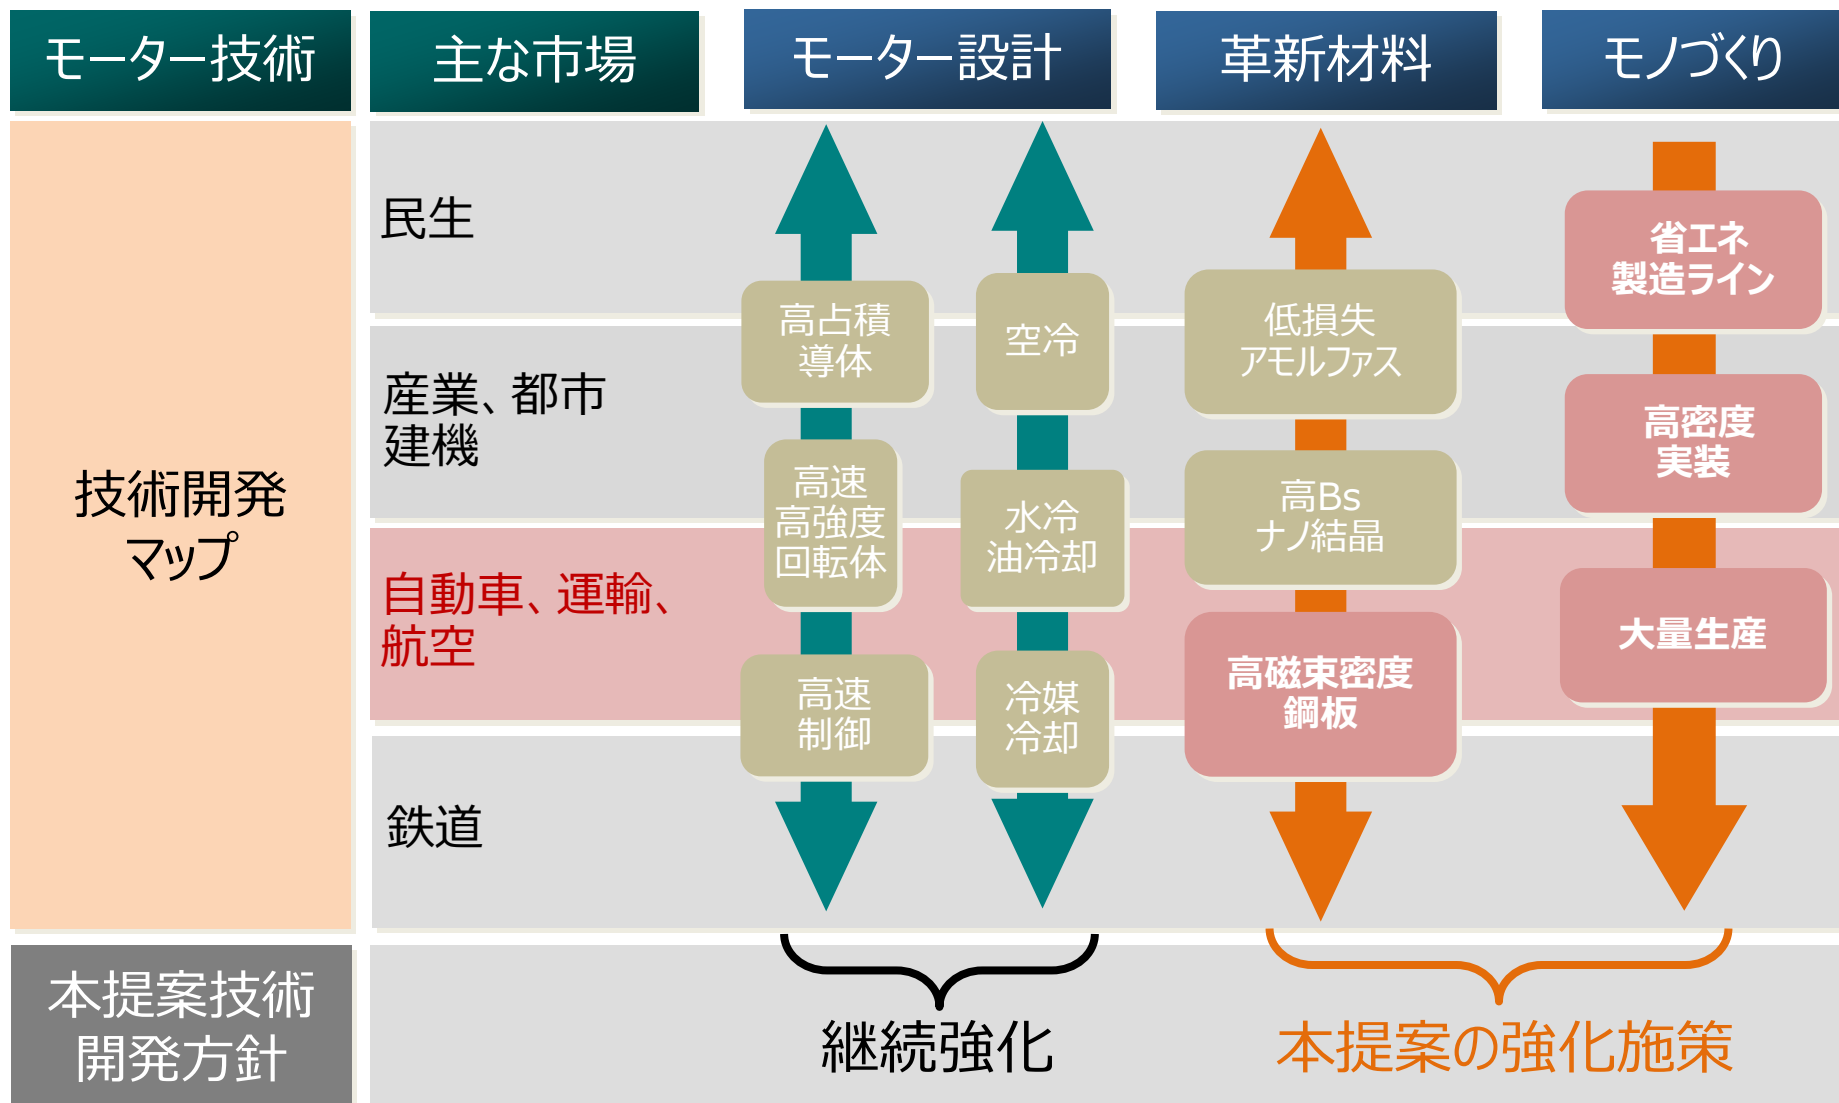 モーター技術
主な市場
モーター設計
革新材料
モノづくり
技術開発
マップ
民生
産業、都市
建機
自動車、運輸、
航空
鉄道
高占積
導体
高速
高強度
回転体
高速
制御
空冷
水冷
油冷却
冷媒
冷却
低損失
アモルファス
高Bs
ナノ結晶
高磁束密度
鋼板
省エネ
製造ライン
高密度
実装
大量生産
本提案技術
開発方針
継続強化
本提案の強化施策